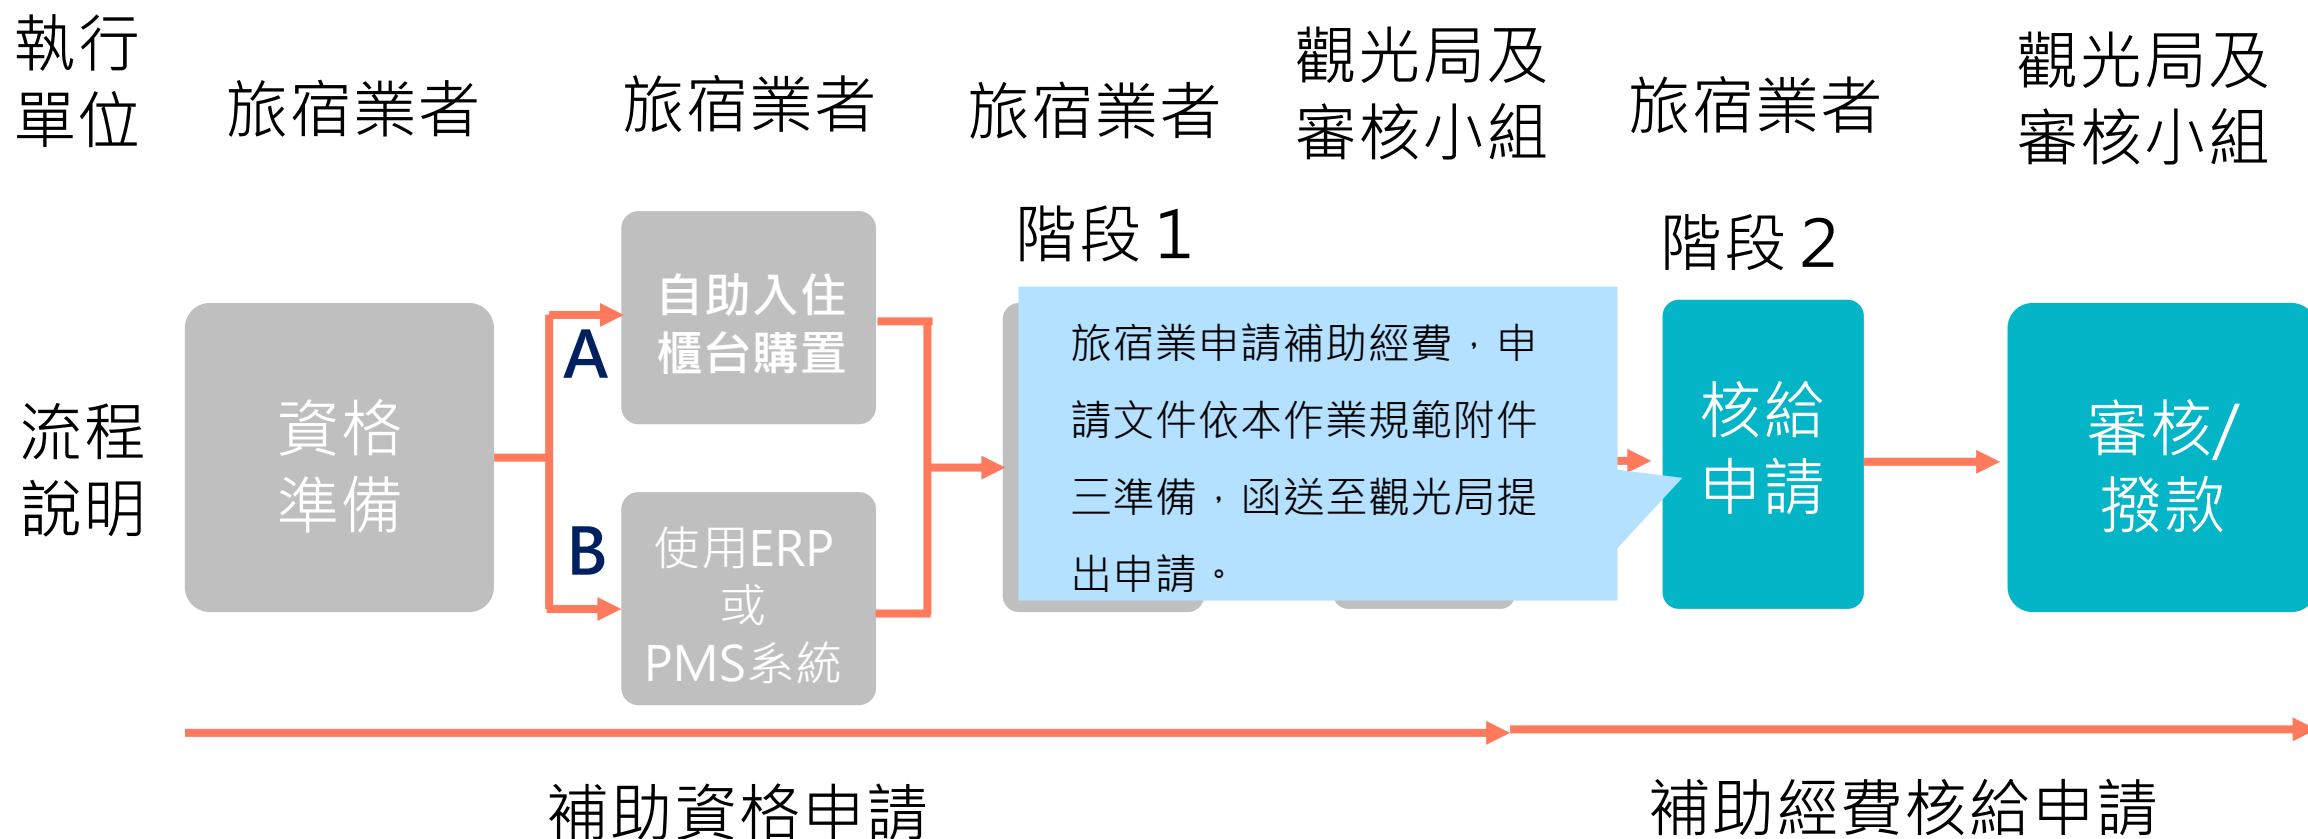 執行
單位
旅宿業者
旅宿業者
旅宿業者
觀光局及
審核小組
旅宿業者
觀光局及
審核小組
階段1
階段2
流程
說明
資格
準備
A
自助入住
櫃台購置
B
使用ERP
或
PMS系統
旅宿業申請補助經費，申
請文件依本作業規範附件
三準備，函送至觀光局提
出申請。
核給
申請
審核/
撥款
補助資格申請
補助經費核給申請